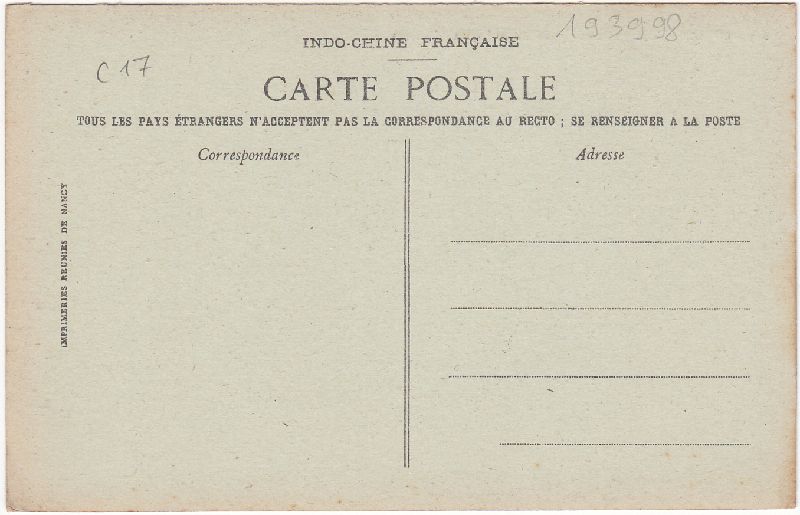 INDO-CHINE FRANÇAISE
193998
C 17
CARTE POSTALE
TOUS LES PAYS ÉTRANGERS N'ACCEPTENT PAS LA CORRESPONDANCE AU RECTO ; SE RENSEIGNER A LA POSTE
Correspondance
Adresse
IMPRIMERIES REUNIES DE NANCY